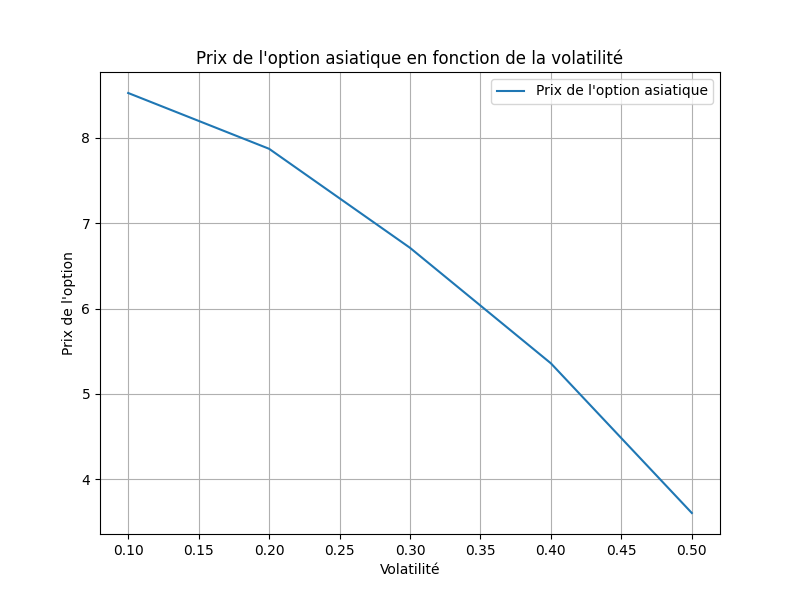 Prix de l'option asiatique en fonction de la volatilité
Prix de l'option asiatique
8
7
6
5
4
Prix de l'option
0.10 0.15 0.20 0.25 0.30 0.35 0.40 0.45 0.50
Volatilité